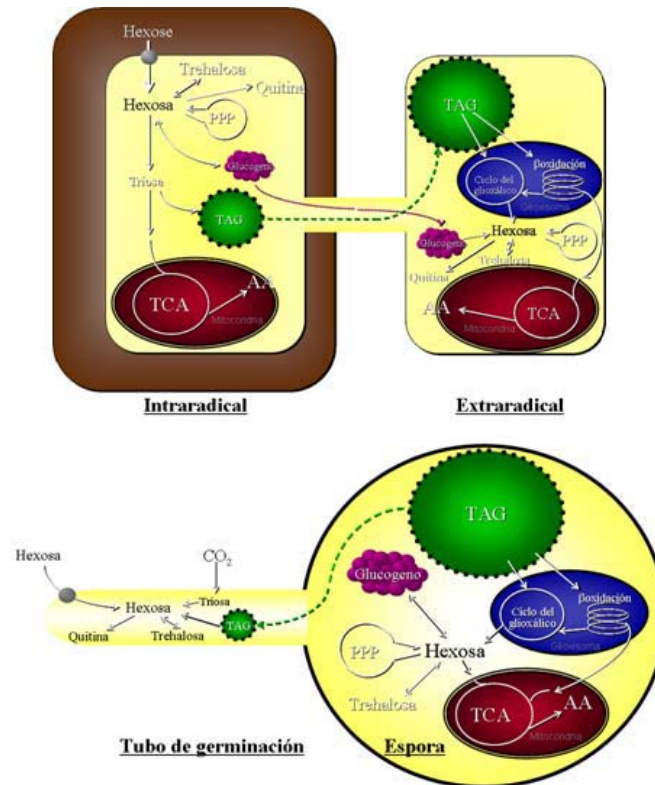 Hexose
Trehalosa
Quitina
Hexosa
PPP
Glucogeno
Triosa
TAG
TCA
AA
Mitocondria
Intraradical
TAG
Ciclo del
glioxálico
βoxidación
Glioxisoma
Glucogeno
Hexosa
PPP
Trehalosa
Quitina
AA
TCA
Mitocondria
Extraradical
Hexosa
CO2
Hexosa
Triosa
Quitina
Trehalosa
TAG
Tubo de germinación
TAG
Glucogeno
Ciclo del
glioxálico
βoxidación
Glioxisoma
PPP
Hexosa
Trehalosa
TCA
AA
Mitocondria
Espora